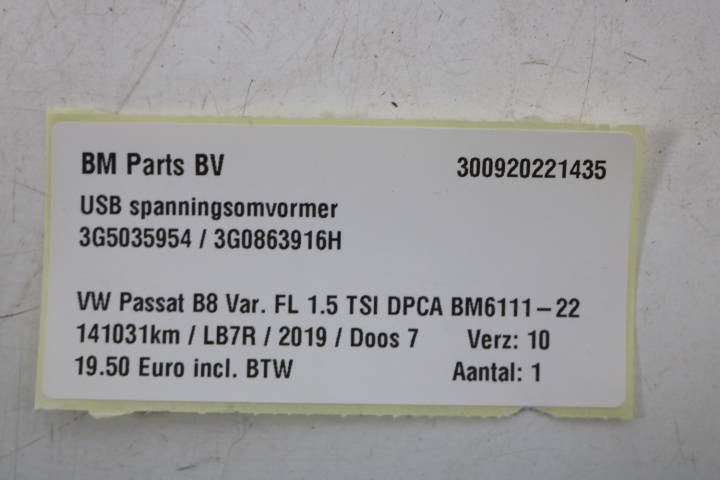 BM Parts BV 300920221435
USB spanningsomvormer
3G5035954 / 3G0863916H
VW Passat B8 Var. FL 1.5 TSI DPCA BM6111-22
141031km / LB7R / 2019 / Doos 7 Verz: 10
19.50 Euro incl. BTW Aantal: 1